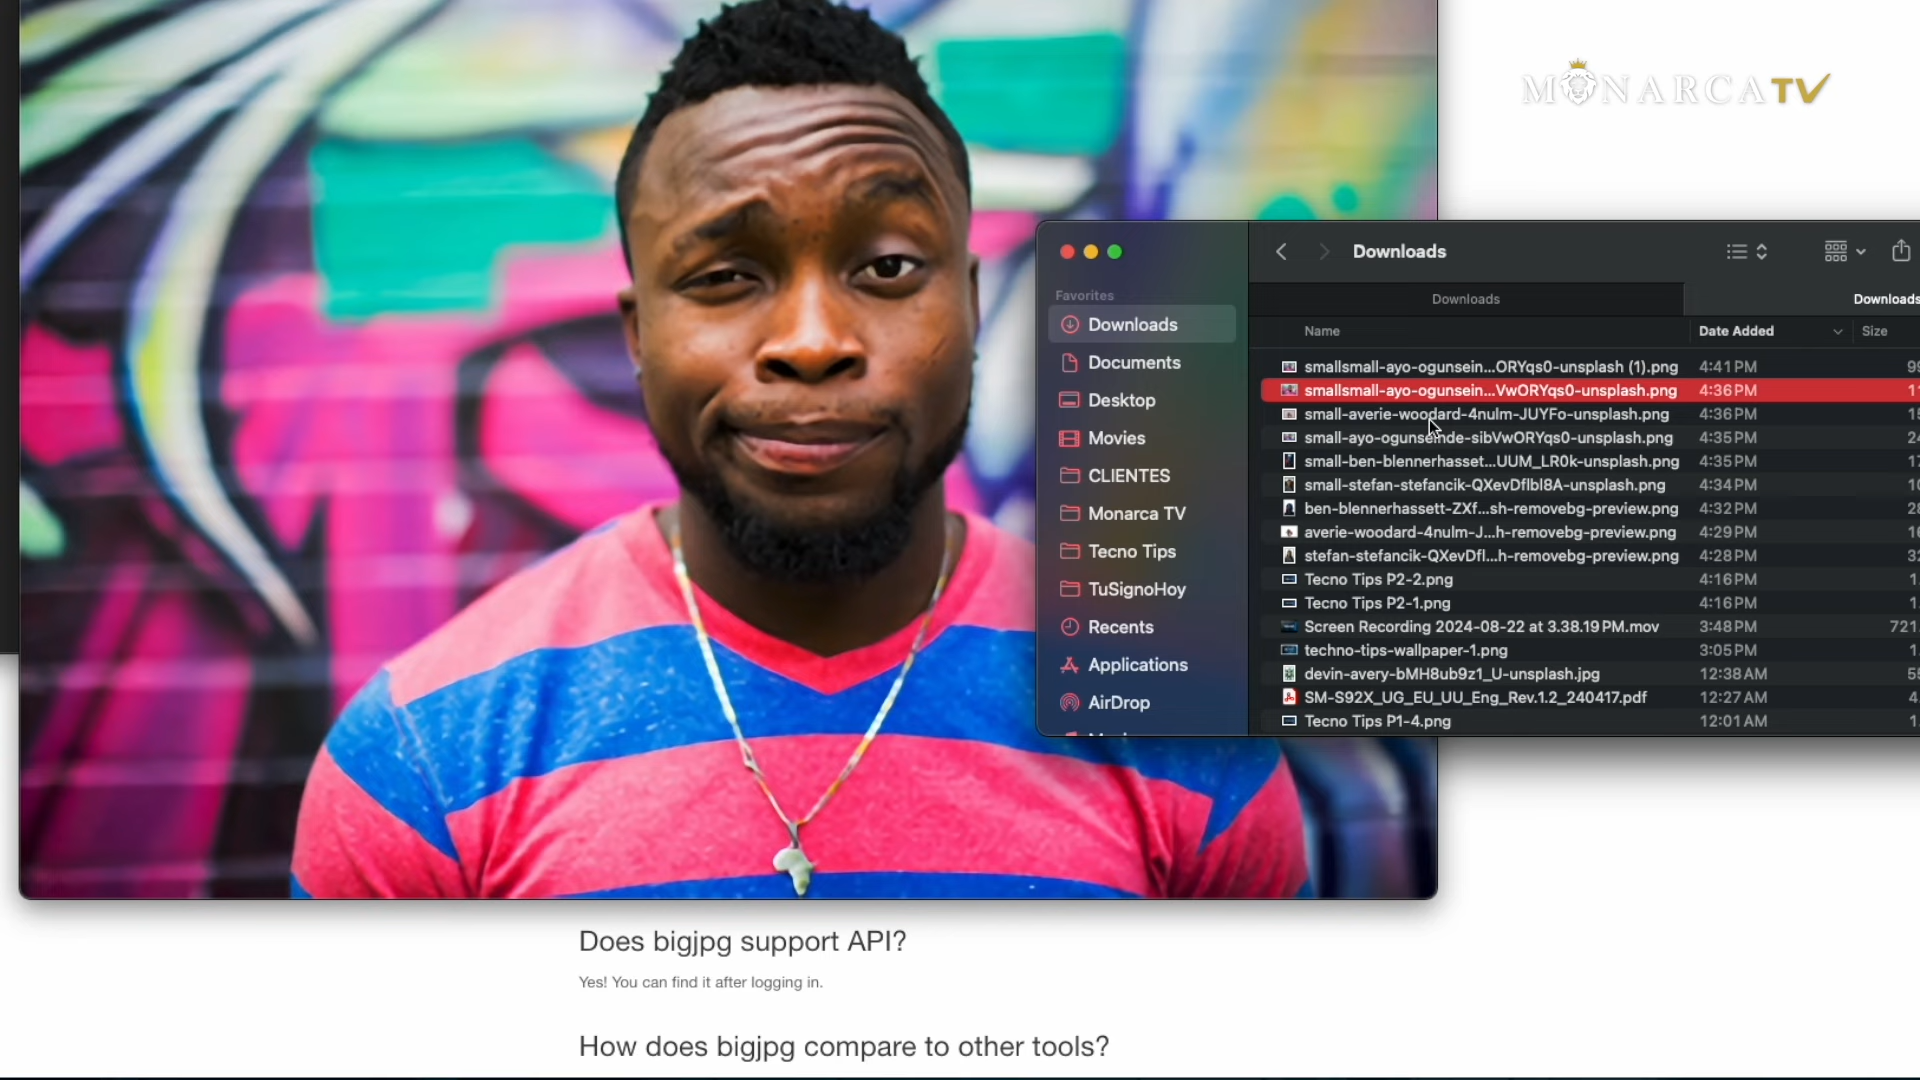 MONARCATV
Downloads
Favorites
Downloads
Documents
Desktop
Movies
CLIENTES
Monarca TV
Tecno Tips
TuSignoHoy
Recents
Applications
AirDrop
Downloads
Downloads
Name Date Added Size
smallsmall-ayo-ogunsein...ORYqs0-unsplash (1).png 4:41 PM
smallsmall-ayo-ogunsein...VwORYqs0-unsplash.png 4:36 PM
small-averie-woodard-4nulm-JUYFo-unsplash.png 4:36 PM
small-ayo-ogunseinde-sibVwORYqs0-unsplash.png 4:35 PM
small-ben-blennerhasset...UUM_LR0k-unsplash.png 4:35 PM
small-stefan-stefancik-QXevDflbl8A-unsplash.png 4:34 PM
ben-blennerhassett-ZXf...sh-removebg-preview.png 4:32 PM
averie-woodard-4nulm-J...h-removebg-preview.png 4:29 PM
stefan-stefancik-QXevDfl...h-removebg-preview.png 4:28 PM
Tecno Tips P2-2.png 4:16 PM
Tecno Tips P2-1.png 4:16 PM
Screen Recording 2024-08-22 at 3.38.19 PM.mov 3:48 PM 721
techno-tips-wallpaper-1.png 3:05 PM
devin-avery-bMH8ub9z1_U-unsplash.jpg 12:38 AM
SM-S92X_UG_EU_UU_Eng_Rev.1.2_240417.pdf 12:27 AM
Tecno Tips P1-4.png 12:01 AM
Does bigjpg support API?
Yes! You can find it after logging in.
How does bigjpg compare to other tools?